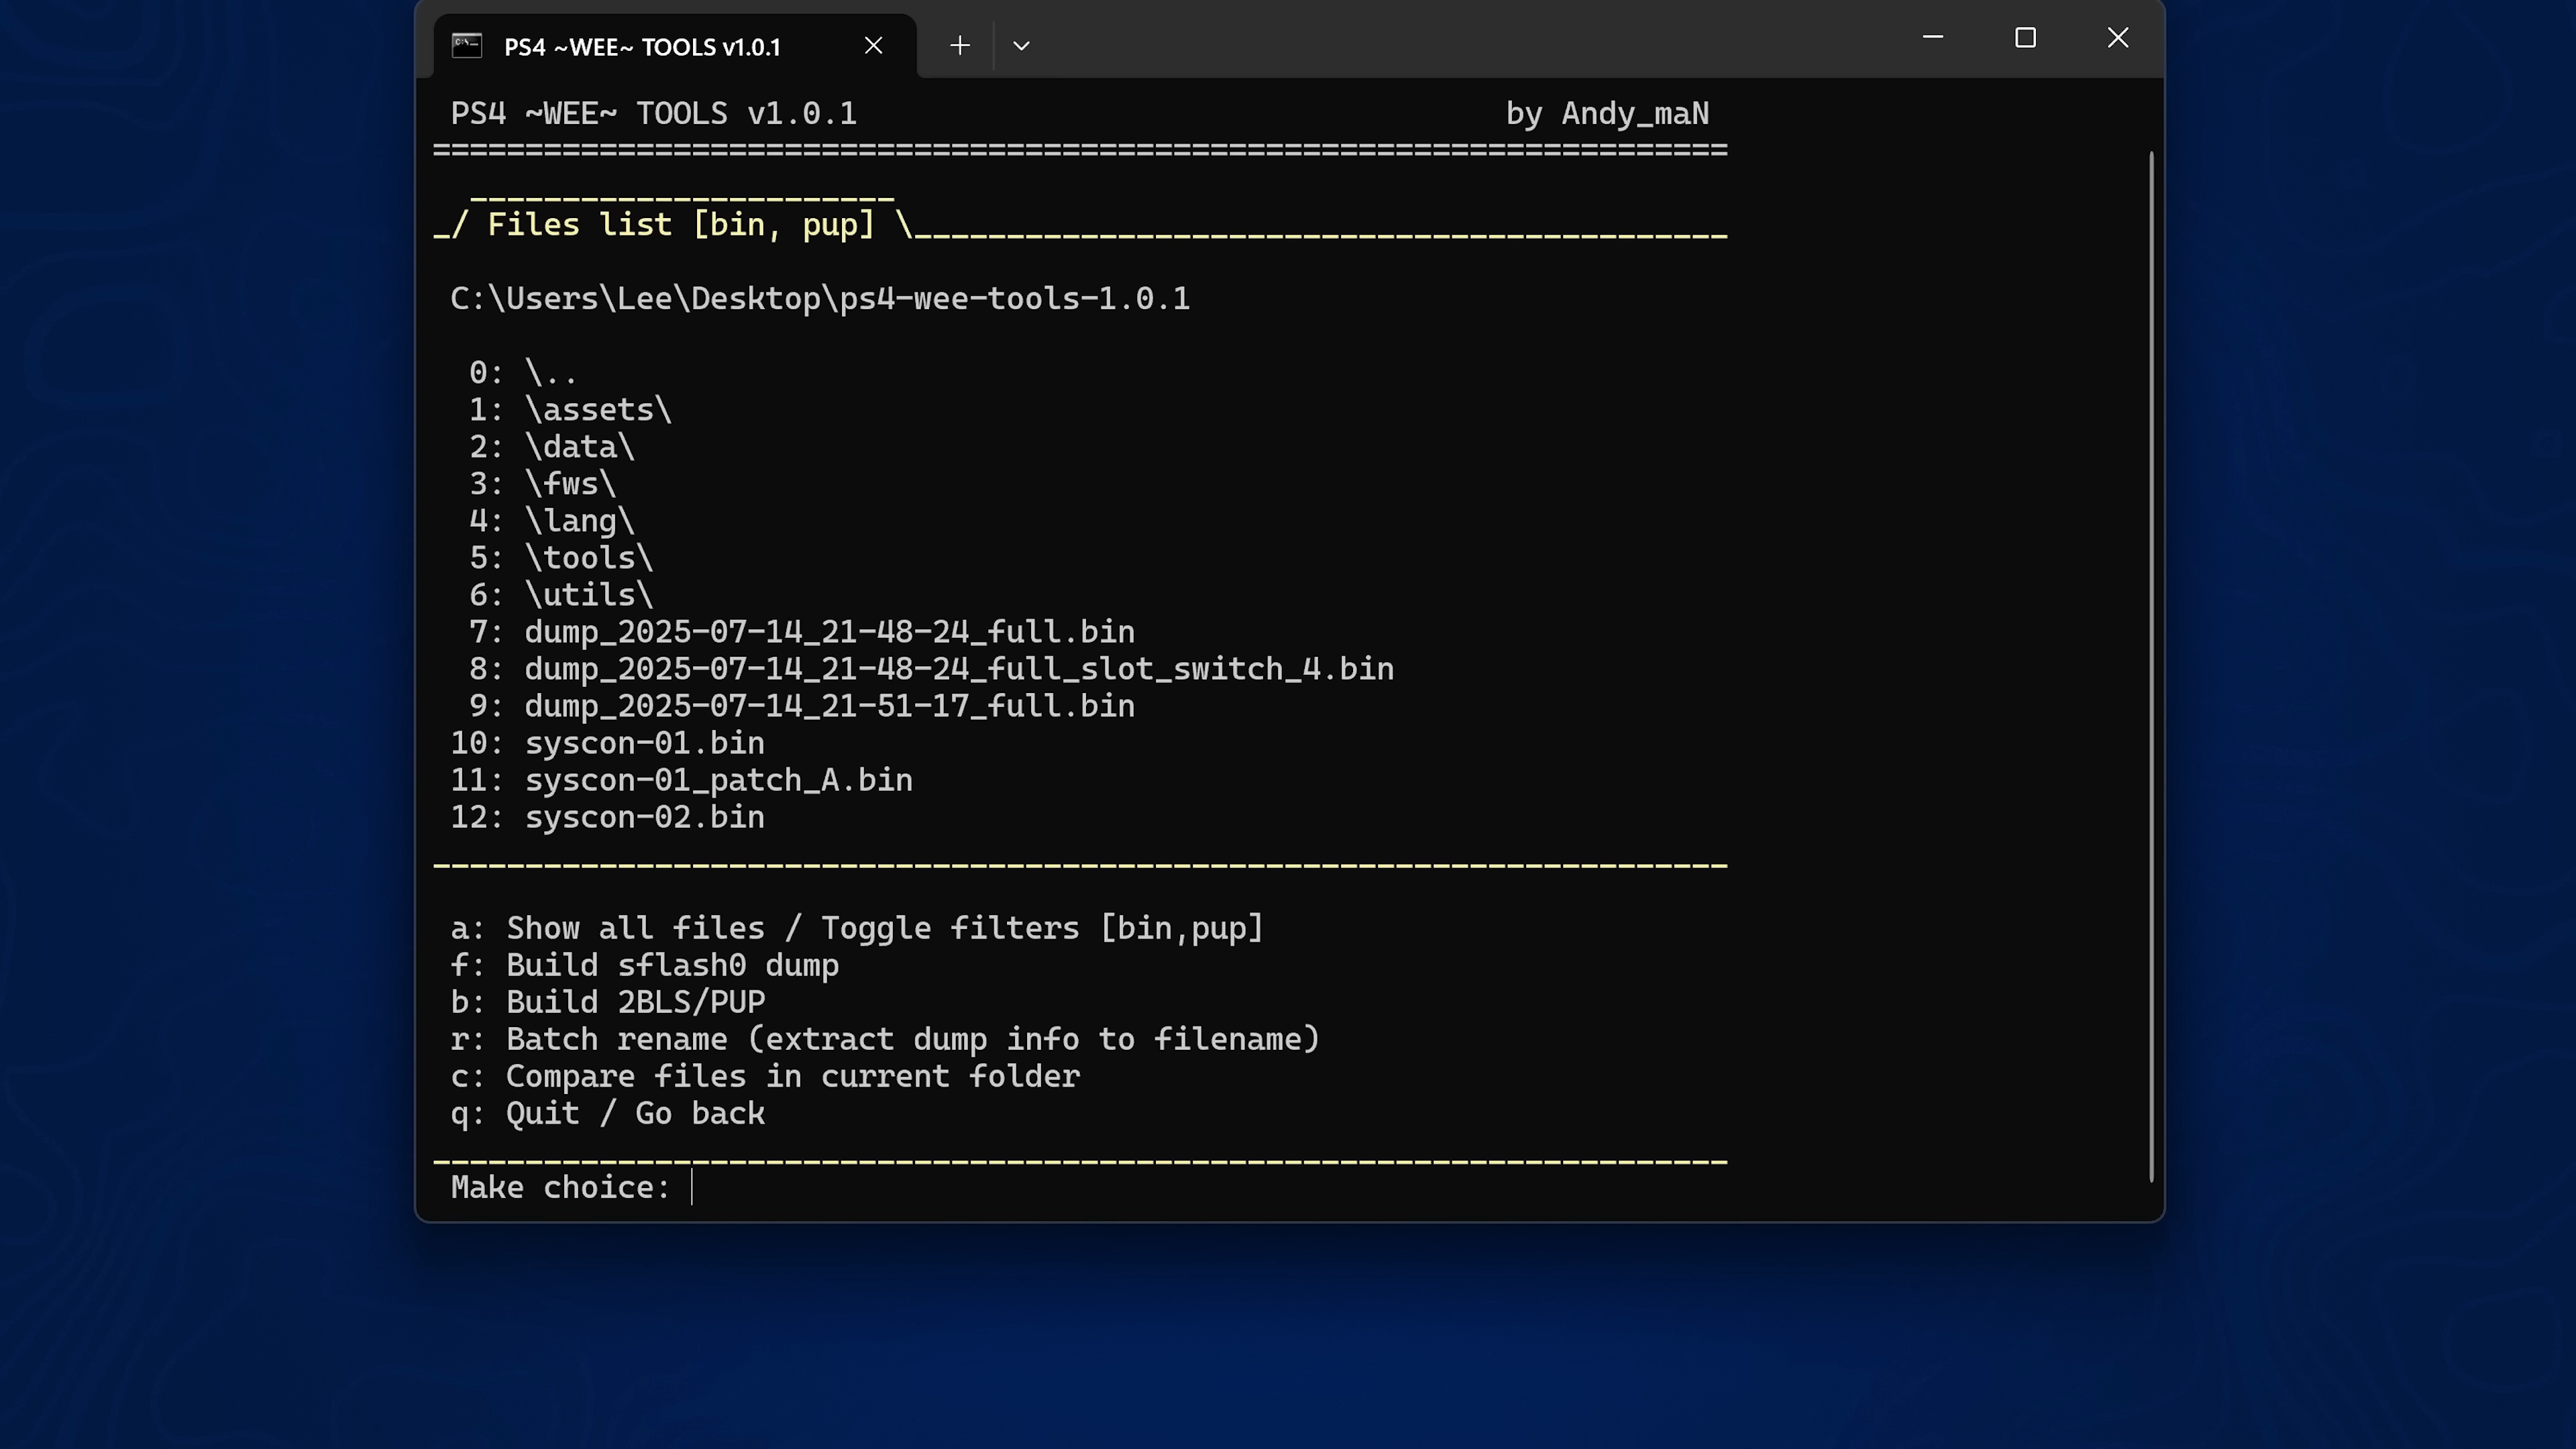 PS4 ~WEE~ TOOLS v1.0.1
PS4 ~WEE~ TOOLS v1.0.1 by Andy_maN
======================================================================
_______________________
_/ Files list [bin, pup] \____________________________________________
C:\Users\Lee\Desktop\ps4-wee-tools-1.0.1
0: \..
1: \assets\
2: \data\
3: \fws\
4: \lang\
5: \tools\
6: \utils\
7: dump_2025-07-14_21-48-24_full.bin
8: dump_2025-07-14_21-48-24_full_slot_switch_4.bin
9: dump_2025-07-14_21-51-17_full.bin
10: syscon-01.bin
11: syscon-01_patch_A.bin
12: syscon-02.bin
______________________________________________________________________
a: Show all files / Toggle filters [bin,pup]
f: Build sflash0 dump
b: Build 2BLS/PUP
r: Batch rename (extract dump info to filename)
c: Compare files in current folder
q: Quit / Go back
______________________________________________________________________
Make choice: